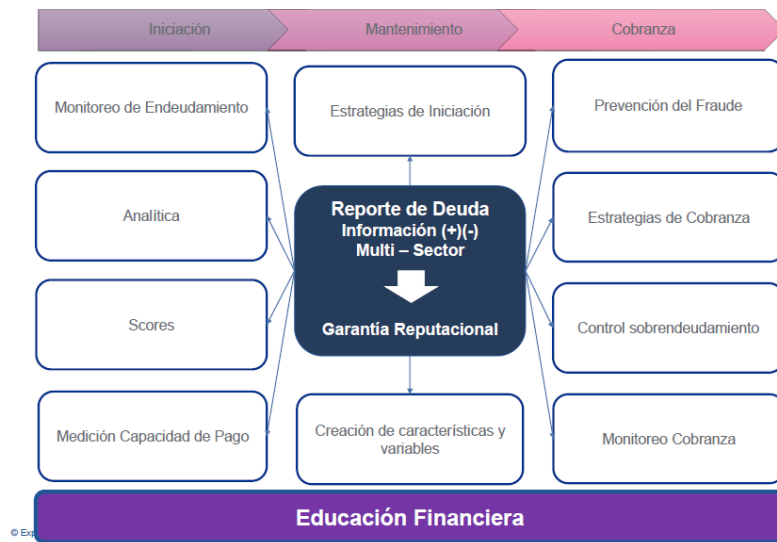 Iniciación
Mantenimiento
Cobranza
Monitoreo de Endeudamiento
Estrategias de Iniciación
Prevención del Fraude
Analítica
Reporte de Deuda
Información (+)(-)
Multi – Sector
Garantía Reputacional
Estrategias de Cobranza
Scores
Control sobrendeudamiento
Medición Capacidad de Pago
Creación de características y
variables
Monitoreo Cobranza
Educación Financiera
©